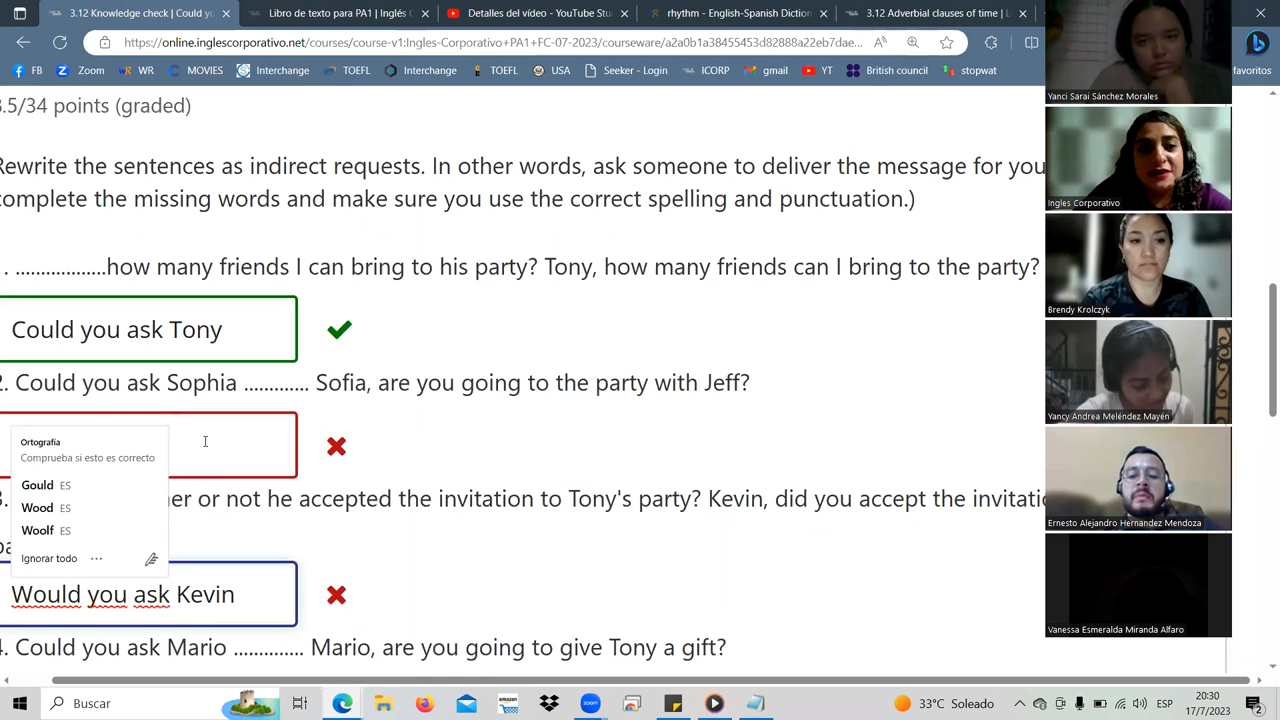 3.12 Knowledge check | Could yo
Libro de texto para PA1 | Inglés C
Detalles del vídeo - YouTube Stu
rhythm - English-Spanish Diction
3.12 Adverbial clauses of time | L
https://online.inglescorporativo.net/courses/course-v1:Ingles-Corporativo+PA1+FC-07-2023/courseware/a2a0b1a38455453d82888a22eb7dae...
FB
Zoom
WR
MOVIES
Interchange
TOEFL
Interchange
TOEFL
USA
Seeker - Login
ICORP
gmail
YT
British council
stopwat
favoritos
3.5/34 points (graded)
Rewrite the sentences as indirect requests. In other words, ask someone to deliver the message for you
complete the missing words and make sure you use the correct spelling and punctuation.)
. ..................how many friends I can bring to his party? Tony, how many friends can I bring to the party?
Could you ask Tony
2. Could you ask Sophia ............. Sofia, are you going to the party with Jeff?
Ortografía
Comprueba si esto es correcto
Gould ES
Wood ES
Woolf ES
Ignorar todo ...
3. her or not he accepted the invitation to Tony's party? Kevin, did you accept the invitatio
pa
Would you ask Kevin
4. Could you ask Mario .............. Mario, are you going to give Tony a gift?
Yanci Sarai Sánchez Morales
Ingles Corporativo
Brendy Krolczyk
Yancy Andrea Meléndez Mayén
Ernesto Alejandro Hernandez Mendoza
Vanessa Esmeralda Miranda Alfaro
Buscar
33°C Soleado
ESP
20:30
17/7/2023
2